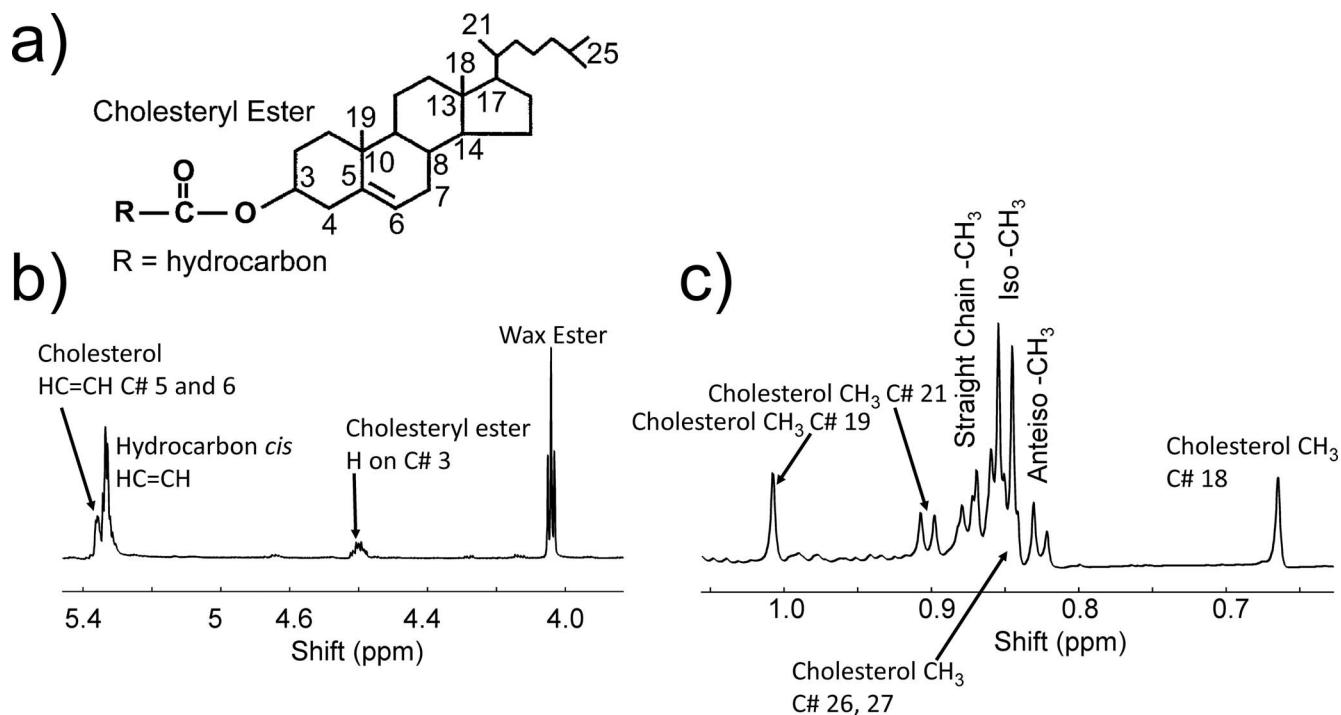 a)
Cholesteryl Ester
21
25
18
13
17
19
10
14
8
5
3
7
4
6
O
R
C
O
R = hydrocarbon
b)
Cholesterol
HC=CH C# 5 and 6
Hydrocarbon cis
HC=CH
Cholesteryl ester
H on C# 3
Wax Ester
5.4
5
4.6
4.4
4.0
Shift (ppm)
c)
Cholesterol CH3 C# 21
Cholesterol CH3 C# 19
Straight Chain -CH3
Iso -CH3
Anteiso -CH3
Cholesterol CH3
C# 18
1.0
0.9
0.8
0.7
Shift (ppm)
Cholesterol CH3
C# 26, 27